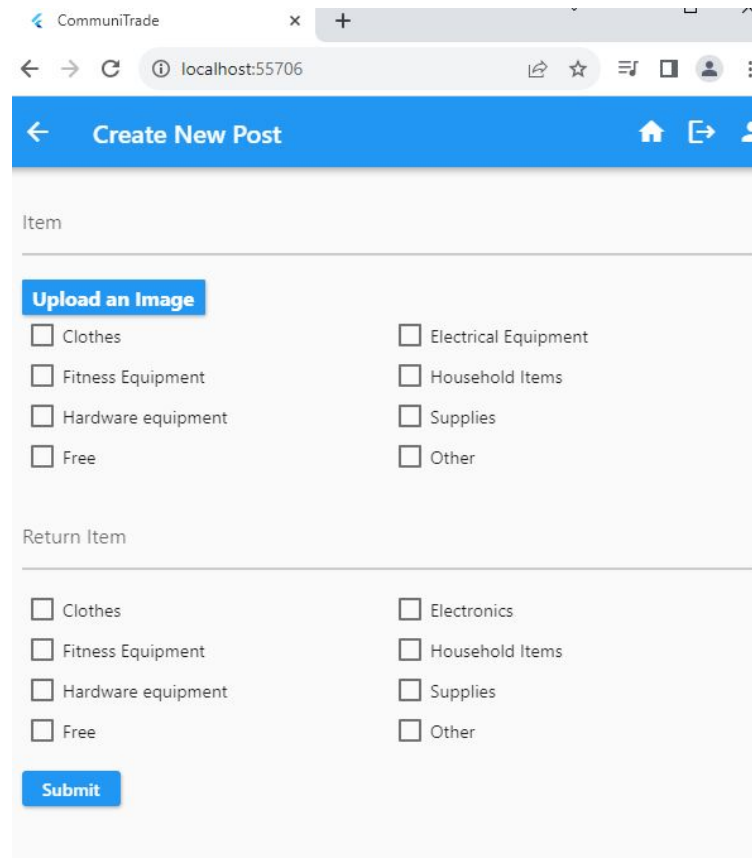 CommuniTrade
localhost:55706
Create New Post
Item
Upload an Image
Clothes Electrical Equipment
Fitness Equipment Household Items
Hardware equipment Supplies
Free Other
Return Item
Clothes Electronics
Fitness Equipment Household Items
Hardware equipment Supplies
Free Other
Submit